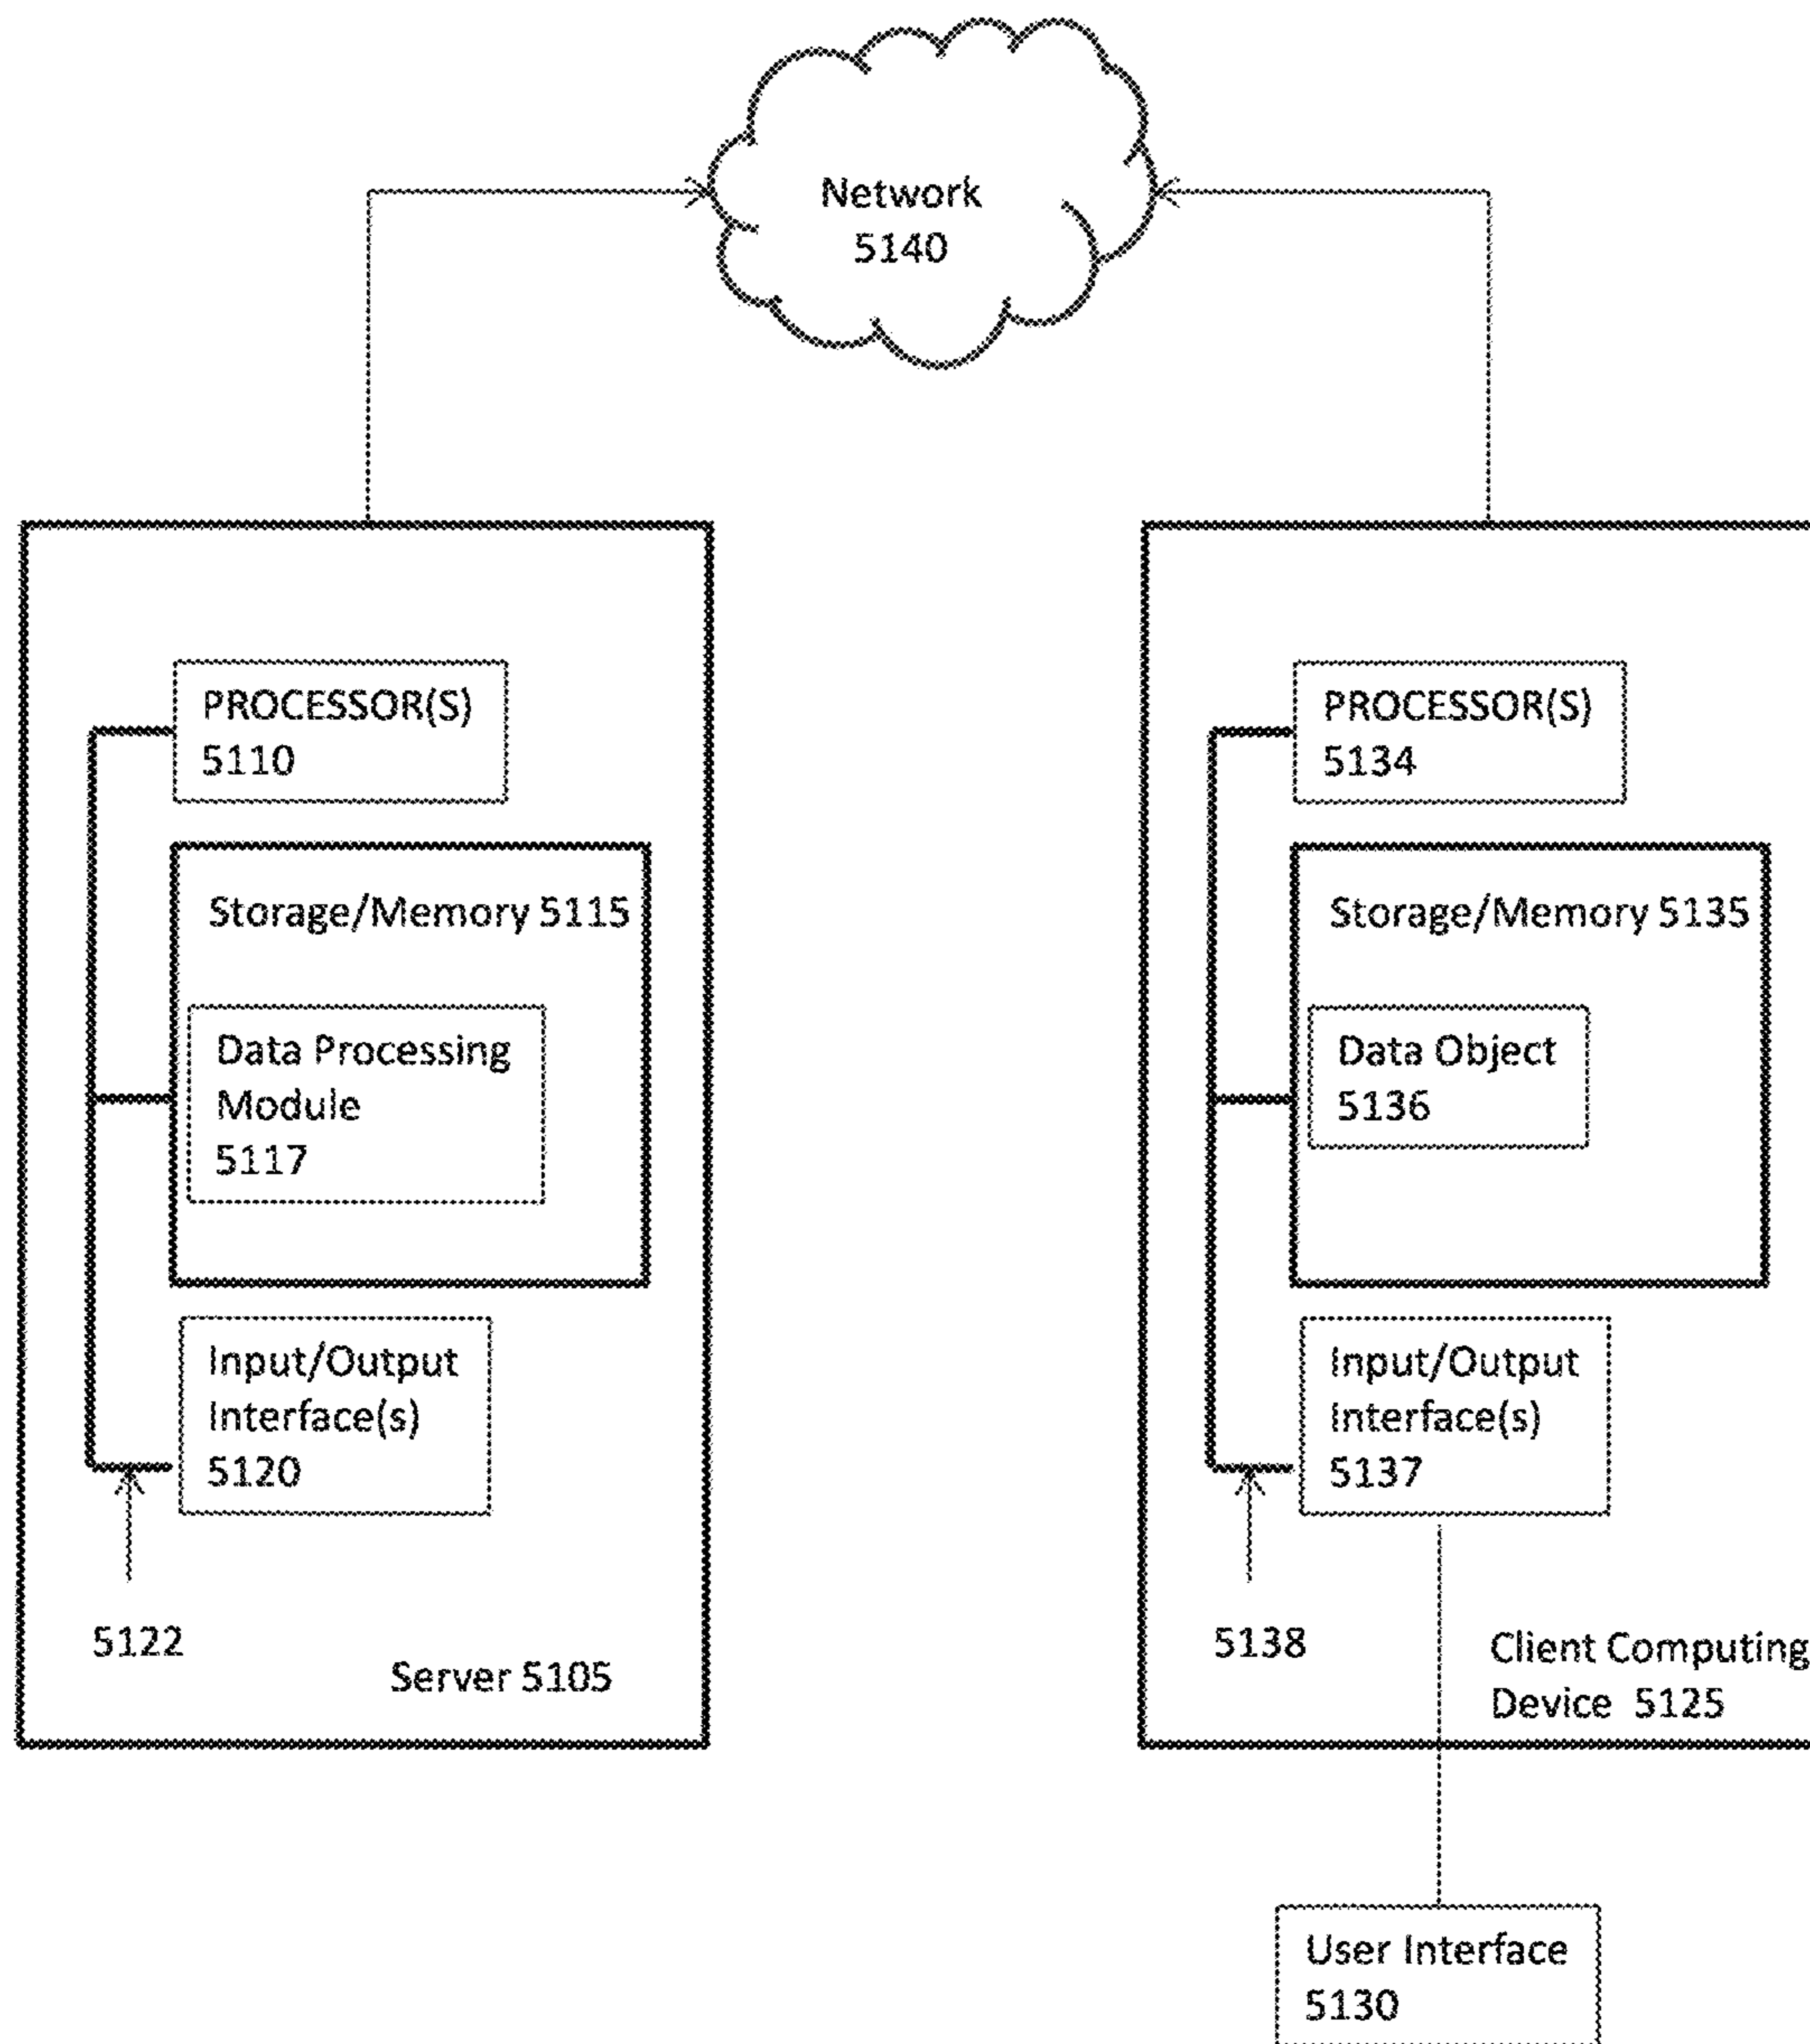 Network
5140
PROCESSOR(S)
5110
Storage/Memory 5115
Data Processing
Module
5117
Input/Output
Interface(s)
5120
5122
Server 5105
PROCESSOR(S)
5134
Storage/Memory 5135
Data Object
5136
Input/Output
Interface(s)
5137
5138
Client Computing
Device 5125
User Interface
5130